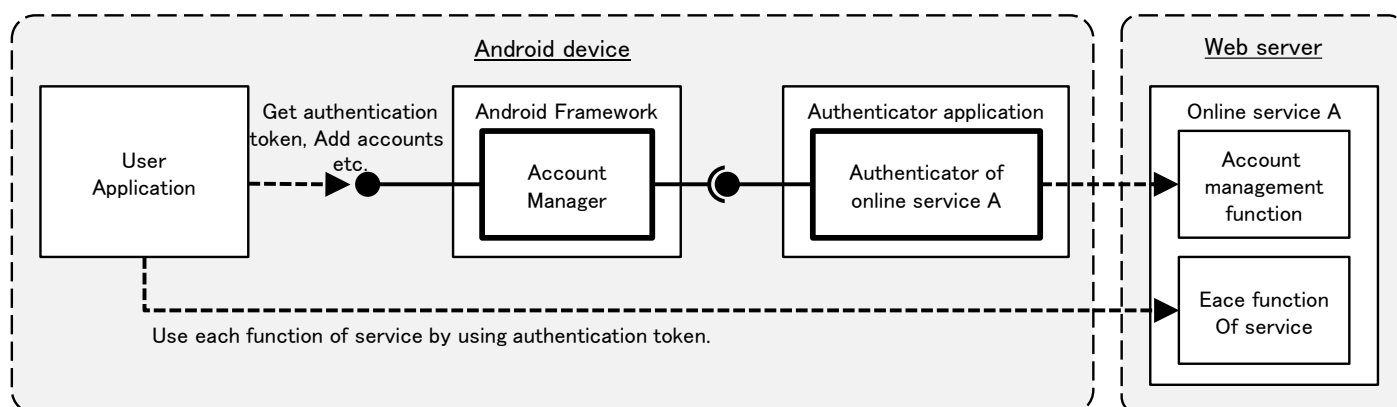 Android device
Web server
User
Application
Get authentication
token, Add accounts
etc.
Android Framework
Account
Manager
Authenticator application
Authenticator of
online service A
Online service A
Account
management
function
Eace function
Of service
Use each function of service by using authentication token.